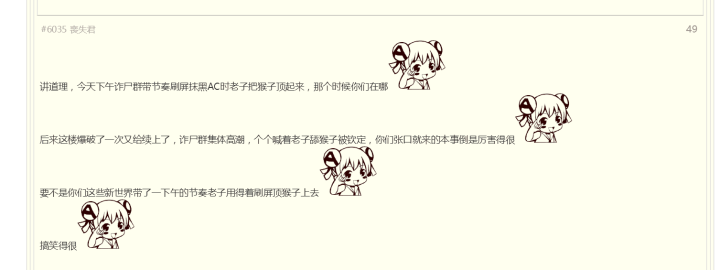 #6035 丧失君
49
讲道理，今天下午诈尸群带节奏刷屏抹黑AC时老子把猴子顶起来，那个时候你们在哪
后来这楼爆破了一次又给续上了，诈尸群集体高潮，个个喊着老子舔猴子被钦定，你们张口就来的本事倒是厉害得很
要不是你们这些新世界带了一下午的节奏老子用得着刷屏顶猴子上去
搞笑得很